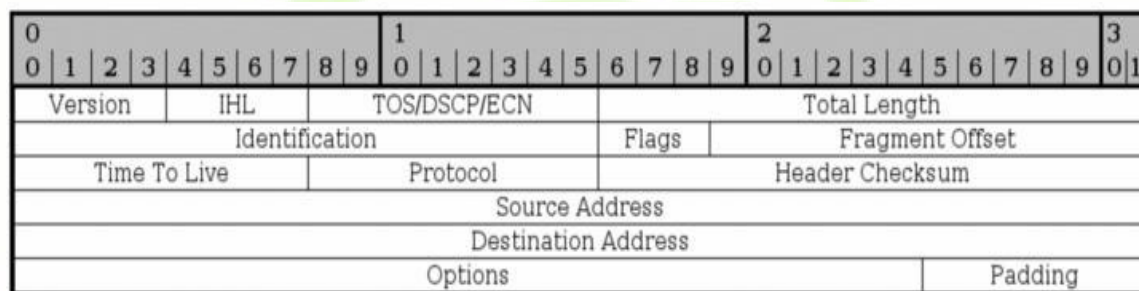 0 1 2 3
0 1 2 3 4 5 6 7 8 9 0 1 2 3 4 5 6 7 8 9 0 1 2 3 4 5 6 7 8 9 0 1
Version IHL TOS/DSCP/ECN Total Length
Identification Flags Fragment Offset
Time To Live Protocol Header Checksum
Source Address
Destination Address
Options Padding